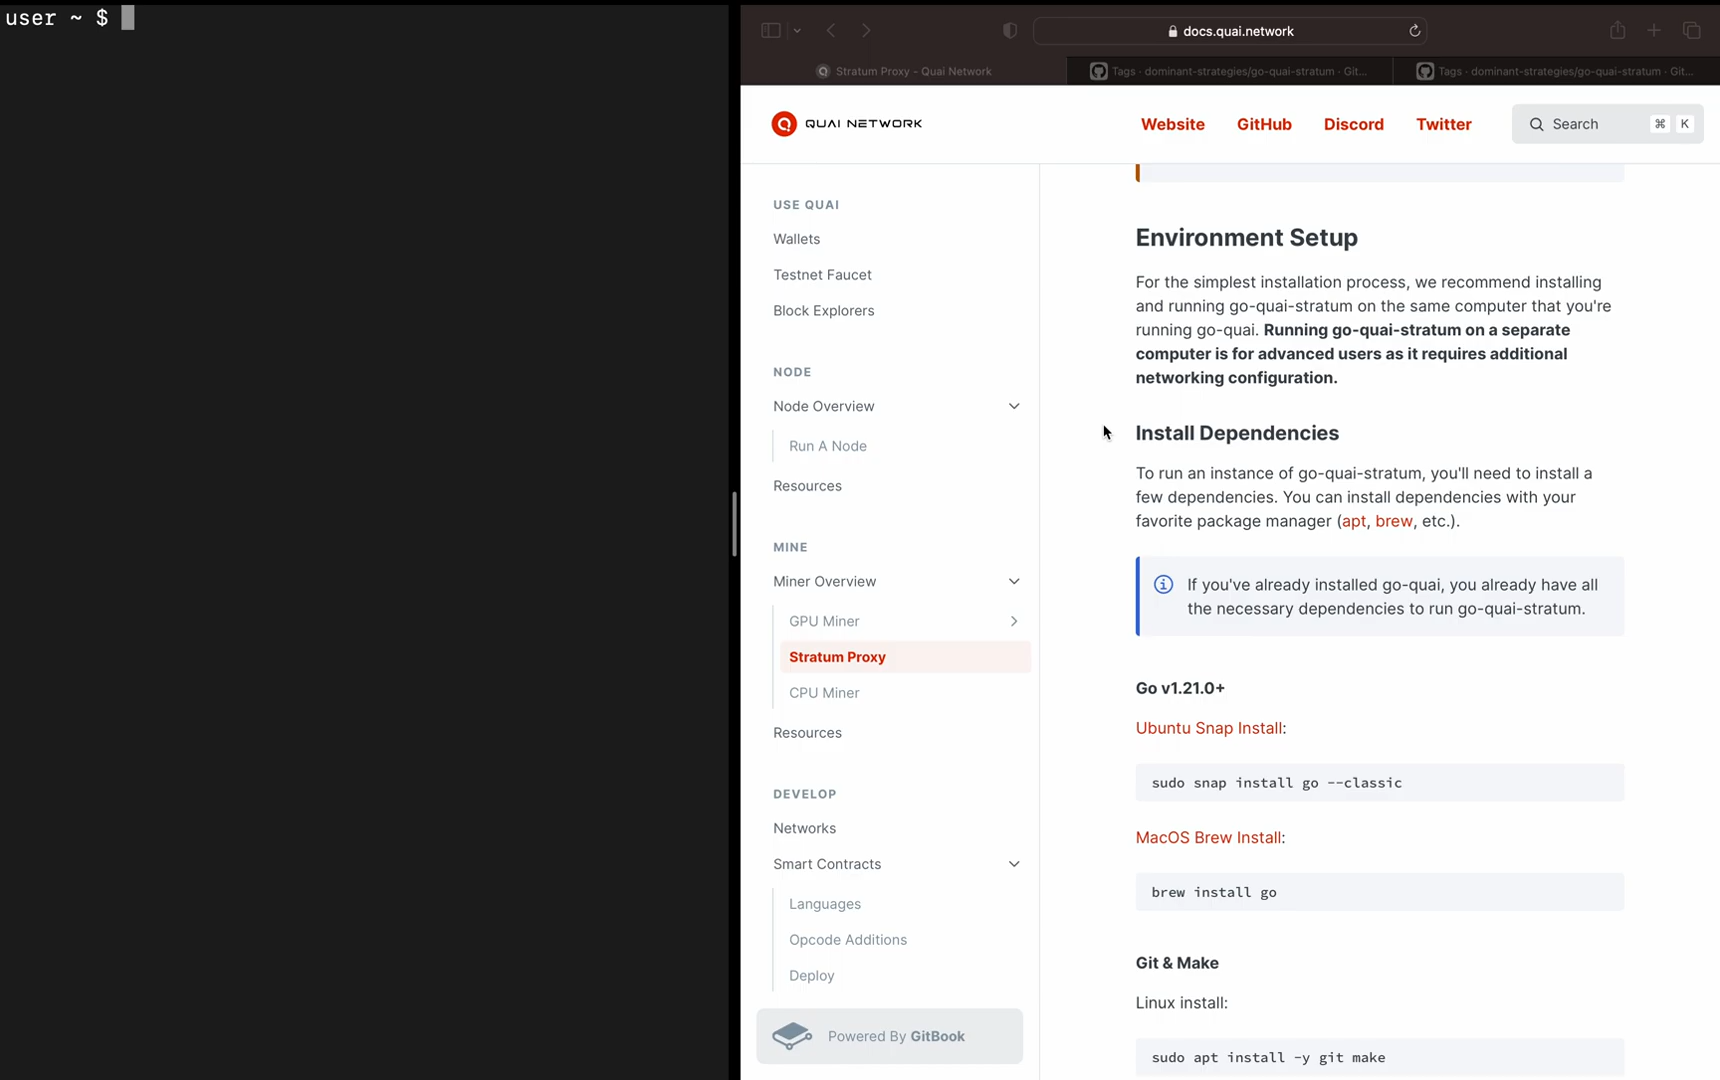 user ~ $
docs.quai.network
Stratum Proxy - Quai Network
Tags · dominant-strategies/go-quai-stratum · Git...
Tags · dominant-strategies/go-quai-stratum · Git...
QUAI NETWORK
Website
GitHub
Discord
Twitter
Search
⌘ K
USE QUAI
Wallets
Testnet Faucet
Block Explorers
NODE
Node Overview
Run A Node
Resources
MINE
Miner Overview
GPU Miner
Stratum Proxy
CPU Miner
Resources
DEVELOP
Networks
Smart Contracts
Languages
Opcode Additions
Deploy
Powered By GitBook
Environment Setup
For the simplest installation process, we recommend installing
and running go-quai-stratum on the same computer that you're
running go-quai. Running go-quai-stratum on a separate
computer is for advanced users as it requires additional
networking configuration.
Install Dependencies
To run an instance of go-quai-stratum, you'll need to install a
few dependencies. You can install dependencies with your
favorite package manager (apt, brew, etc.).
If you've already installed go-quai, you already have all
the necessary dependencies to run go-quai-stratum.
Go v1.21.0+
Ubuntu Snap Install:
sudo snap install go --classic
MacOS Brew Install:
brew install go
Git & Make
Linux install:
sudo apt install -y git make